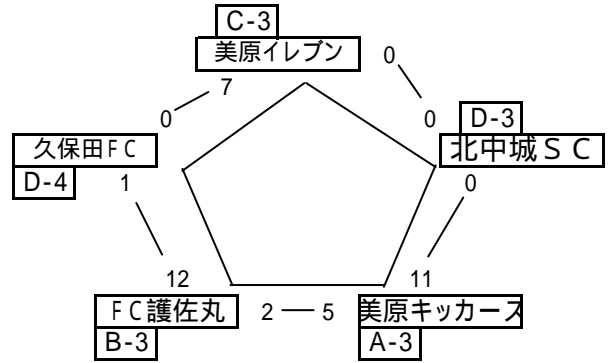 C-3
美原イレブン
0
7
0
0
D-3
久保田FC
北中城SC
D-4
1
0
12
11
FC護佐丸
2 — 5
美原キッカーズ
B-3
A-3